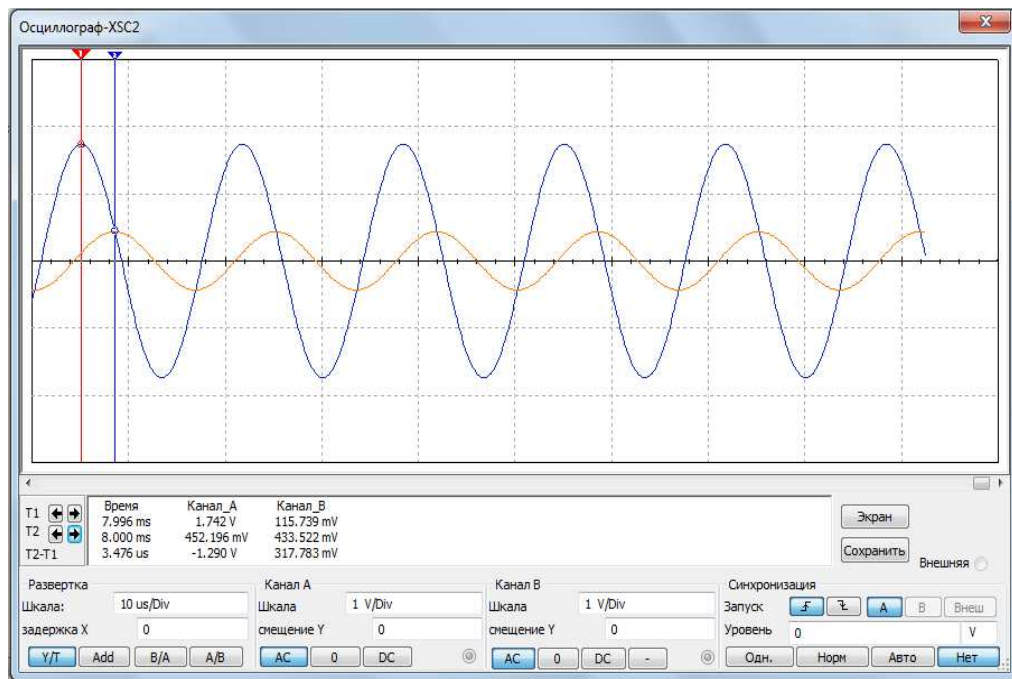 Осциллограф-XSC2
1 2
T1 Время Канал_A Канал_B
7.996 ms 1.742 V 115.739 mV
T2 8.000 ms 452.196 mV 433.522 mV
T2-T1 3.476 us -1.290 V 317.783 mV
Экран
Сохранить
Внешняя
Развертка
Шкала: 10 us/Div
задержка X 0
Y/T Add B/A A/B
Канал A
Шкала 1 V/Div
смещение Y 0
AC 0 DC
Канал B
Шкала 1 V/Div
смещение Y 0
AC 0 DC -
Синхронизация
Запуск A B Внеш
Уровень 0 V
Одн. Норм Авто Нет